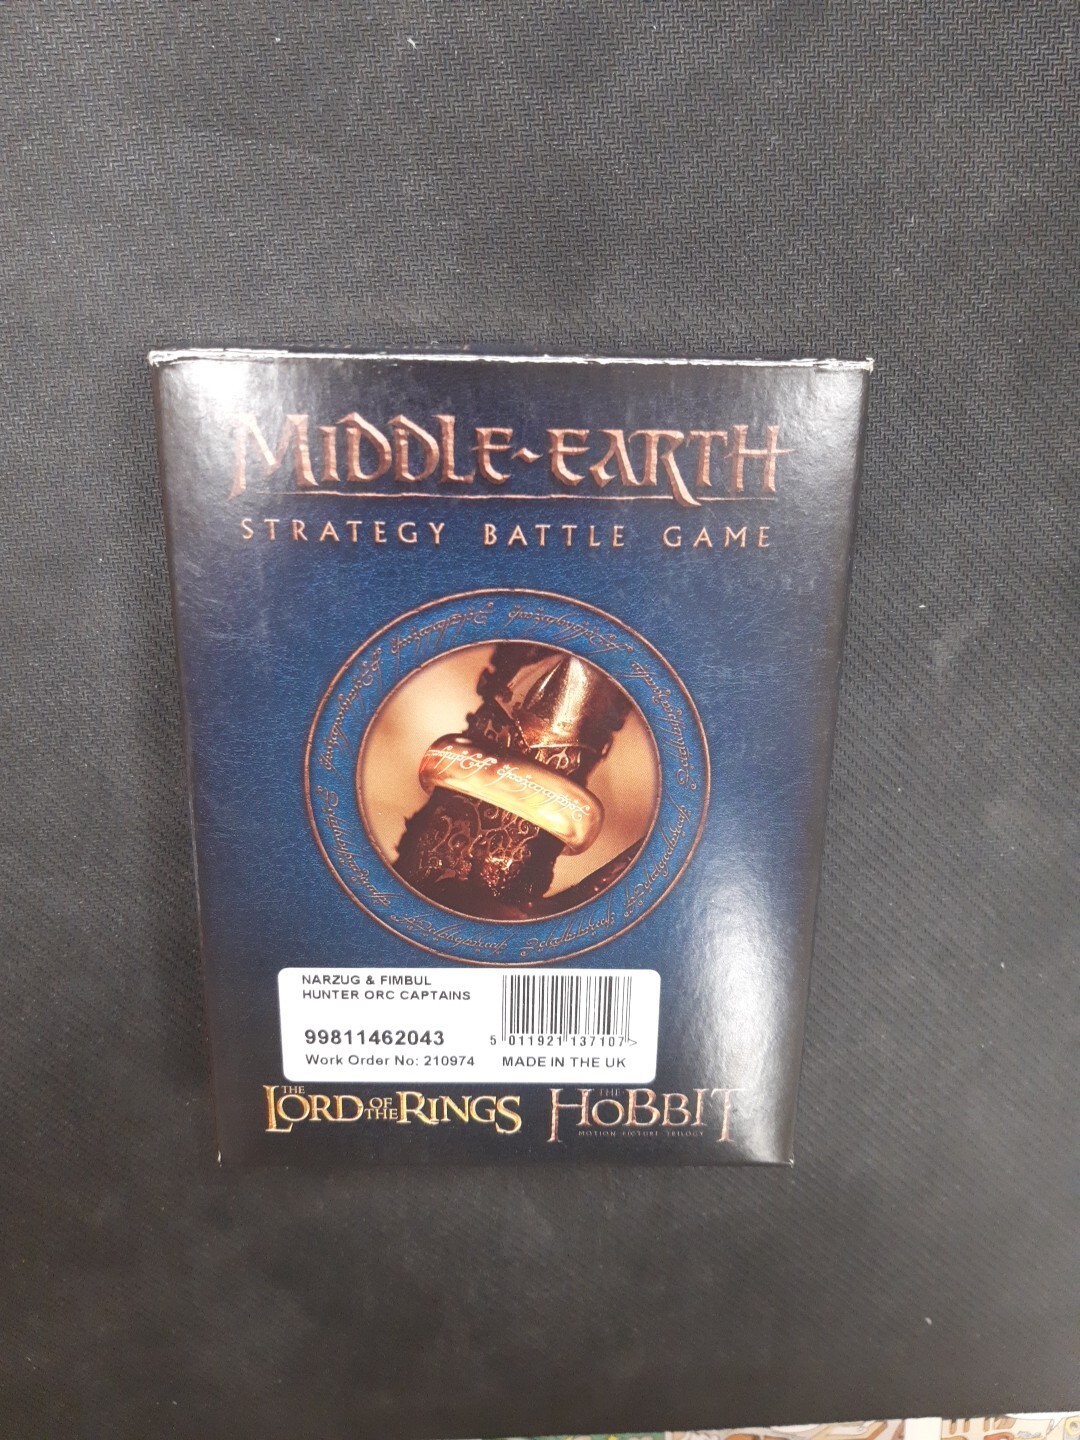 MIDDLE-EARTH
STRATEGY BATTLE GAME
NARZUG & FIMBUL
HUNTER ORC CAPTAINS
99811462043
Work Order No: 210974
5 011921 137107 >
MADE IN THE UK
THE LORD OF THE RINGS
THE HOBBIT
MOTION PICTURE TRILOGY